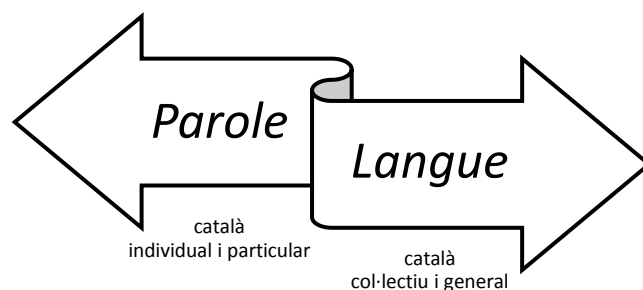 Parole
Langue
català
individual i particular
català
col·lectiu i general